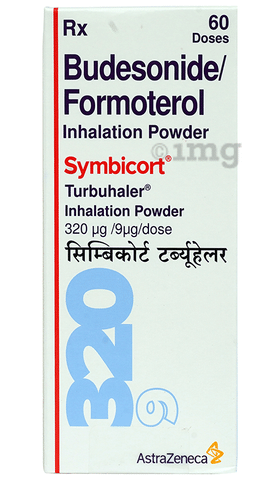 Rx
60
Doses
Budesonide/
Formoterol
Inhalation Powder
©1mg
Symbicort®
Turbuhaler®
Inhalation Powder
320 µg /9µg/dose
सिम्बिकोर्ट टर्ब्यूहेलर
320
9
AstraZeneca